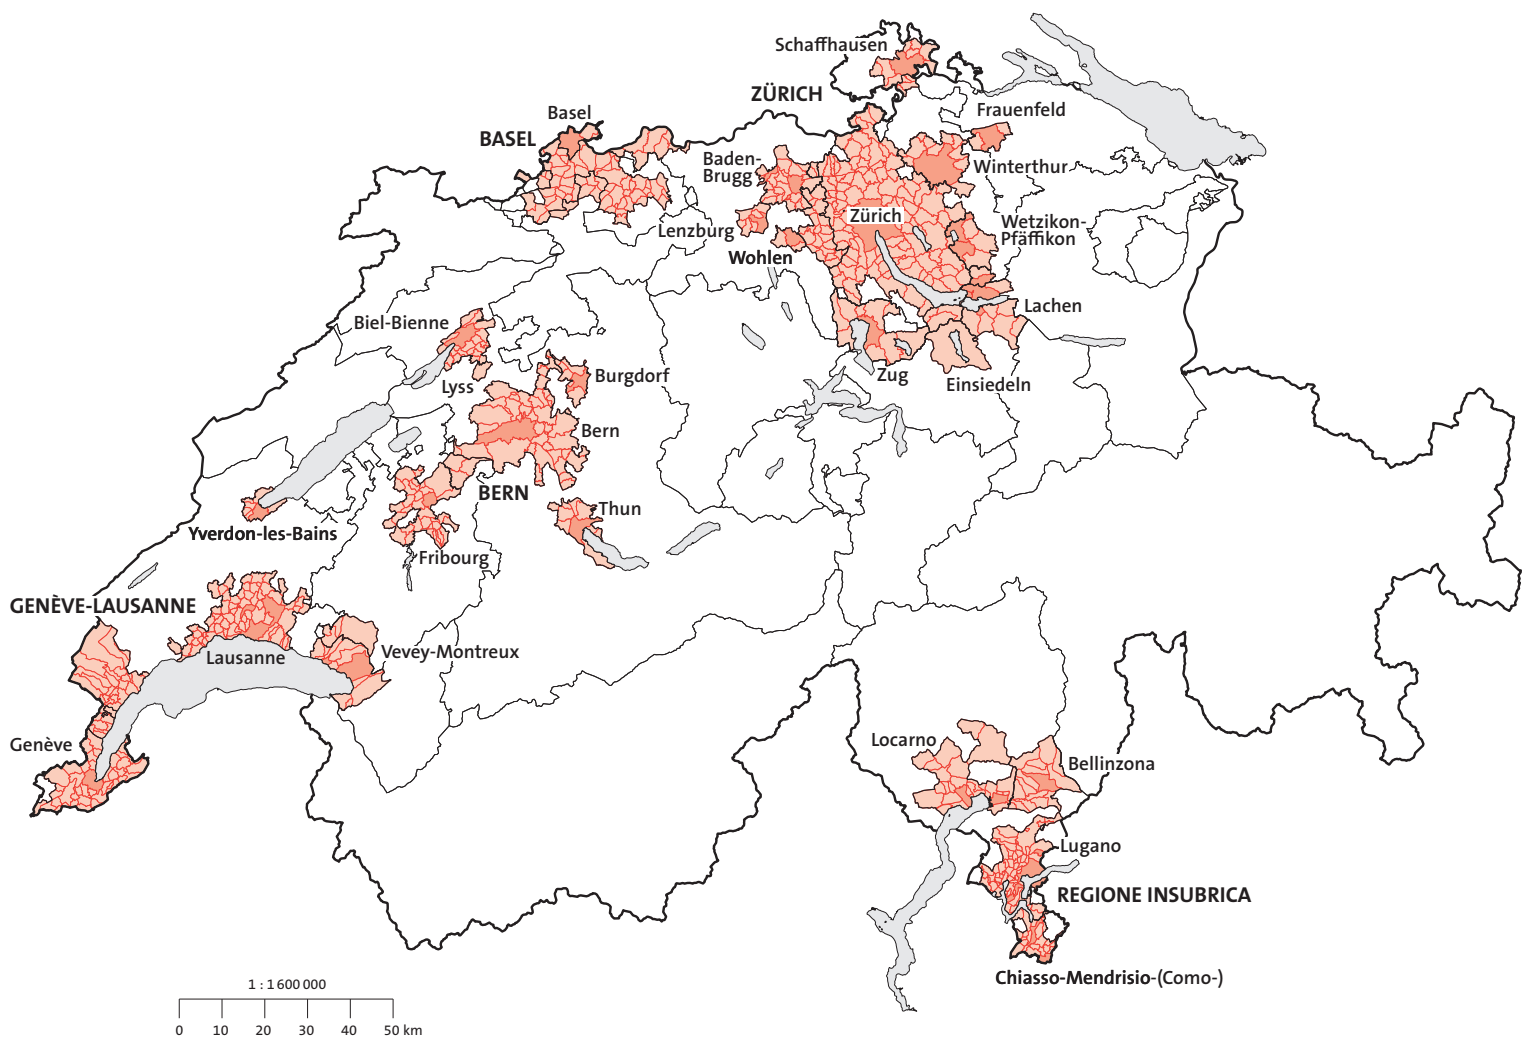 Schaffhausen
ZÜRICH
Frauenfeld
Basel
BASEL
Baden-
Brugg
Winterthur
Zürich
Wetzikon-
Pfäffikon
Lenzburg
Wohlen
Lachen
Biel-Bienne
Zug
Einsiedeln
Lyss
Burgdorf
Bern
BERN
Thun
Yverdon-les-Bains
Fribourg
GENÈVE-LAUSANNE
Lausanne
Vevey-Montreux
Genève
Locarno
Bellinzona
Lugano
REGIONE INSUBRICA
Chiasso-Mendrisio-(Como-)
1 : 1 600 000
0 10 20 30 40 50 km